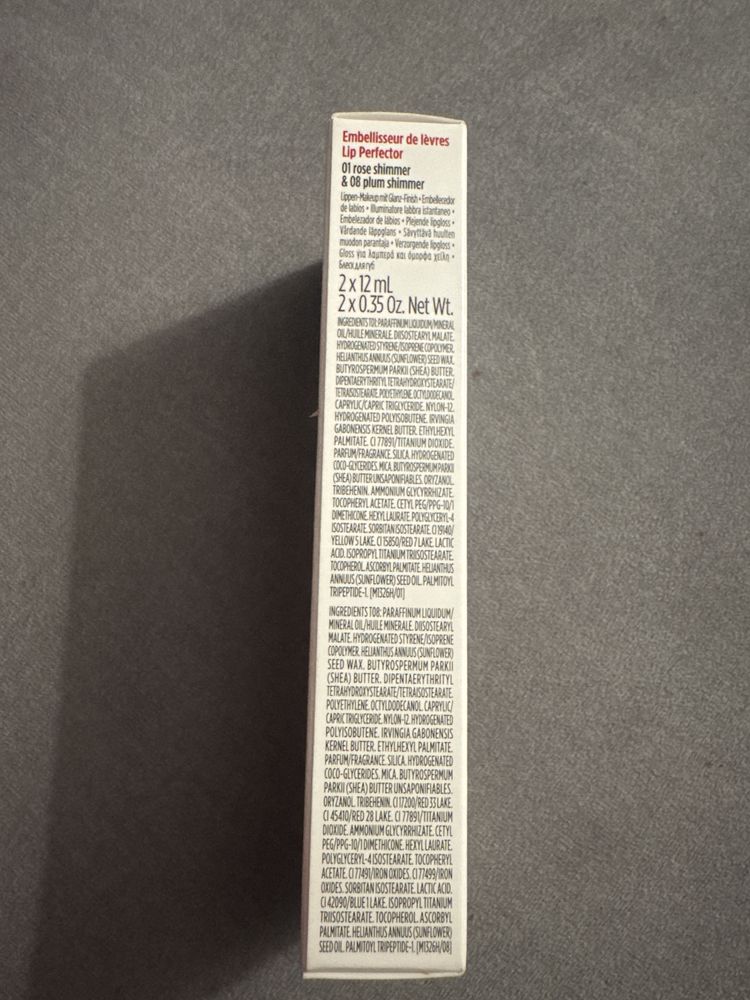 Embellisseur de lèvres
Lip Perfector
01 rose shimmer
& 08 plum shimmer
Lippen-Makeup mit Glanz-Finish • Embellecedor
de labios • Illuminatore labbra istantaneo •
Embelezador de lábios • Plejende lipgloss •
Vårdande läppglans • Sävyttävä huulten
muodon parantaja • Verzorgende lipgloss •
Gloss για λαμπερά και όμορφα χείλη •
Блеск для губ
2 x 12 mL
2 x 0.35 Oz. Net Wt.
INGREDIENTS T01: PARAFFINUM LIQUIDUM/MINERAL
OIL/HUILE MINERALE. DIISOSTEARYL MALATE.
HYDROGENATED STYRENE/ISOPRENE COPOLYMER.
HELIANTHUS ANNUUS (SUNFLOWER) SEED WAX.
BUTYROSPERMUM PARKII (SHEA) BUTTER.
DIPENTAERYTHRITYL TETRAHYDROXYSTEARATE/
TETRAISOSTEARATE. POLYETHYLENE. OCTYLDODECANOL.
CAPRYLIC/CAPRIC TRIGLYCERIDE. NYLON-12.
HYDROGENATED POLYISOBUTENE. IRVINGIA
GABONENSIS KERNEL BUTTER. ETHYLHEXYL
PALMITATE. CI 77891/TITANIUM DIOXIDE.
PARFUM/FRAGRANCE. SILICA. HYDROGENATED
COCO-GLYCERIDES. MICA. BUTYROSPERMUM PARKII
(SHEA) BUTTER UNSAPONIFIABLES. ORYZANOL.
TRIBEHENIN. AMMONIUM GLYCYRRHIZATE.
TOCOPHERYL ACETATE. CETYL PEG/PPG-10/1
DIMETHICONE. HEXYL LAURATE. POLYGLYCERYL-4
ISOSTEARATE. SORBITAN ISOSTEARATE. CI 19140/
YELLOW 5 LAKE. CI 15850/RED 7 LAKE. LACTIC
ACID. ISOPROPYL TITANIUM TRIISOSTEARATE.
TOCOPHEROL. ASCORBYL PALMITATE. HELIANTHUS
ANNUUS (SUNFLOWER) SEED OIL. PALMITOYL
TRIPEPTIDE-1. [M1326H/01]
INGREDIENTS T08: PARAFFINUM LIQUIDUM/
MINERAL OIL/HUILE MINERALE. DIISOSTEARYL
MALATE. HYDROGENATED STYRENE/ISOPRENE
COPOLYMER. HELIANTHUS ANNUUS (SUNFLOWER)
SEED WAX. BUTYROSPERMUM PARKII
(SHEA) BUTTER. DIPENTAERYTHRITYL
TETRAHYDROXYSTEARATE/TETRAISOSTEARATE.
POLYETHYLENE. OCTYLDODECANOL. CAPRYLIC/
CAPRIC TRIGLYCERIDE. NYLON-12. HYDROGENATED
POLYISOBUTENE. IRVINGIA GABONENSIS
KERNEL BUTTER. ETHYLHEXYL PALMITATE.
PARFUM/FRAGRANCE. SILICA. HYDROGENATED
COCO-GLYCERIDES. MICA. BUTYROSPERMUM
PARKII (SHEA) BUTTER UNSAPONIFIABLES.
ORYZANOL. TRIBEHENIN. CI 17200/RED 33 LAKE.
CI 45410/RED 28 LAKE. CI 77891/TITANIUM
DIOXIDE. AMMONIUM GLYCYRRHIZATE. CETYL
PEG/PPG-10/1 DIMETHICONE. HEXYL LAURATE.
POLYGLYCERYL-4 ISOSTEARATE. TOCOPHERYL
ACETATE. CI 77491/IRON OXIDES. CI 77499/IRON
OXIDES. SORBITAN ISOSTEARATE. LACTIC ACID.
CI 42090/BLUE 1 LAKE. ISOPROPYL TITANIUM
TRIISOSTEARATE. TOCOPHEROL. ASCORBYL
PALMITATE. HELIANTHUS ANNUUS (SUNFLOWER)
SEED OIL. PALMITOYL TRIPEPTIDE-1. [M1326H/08]